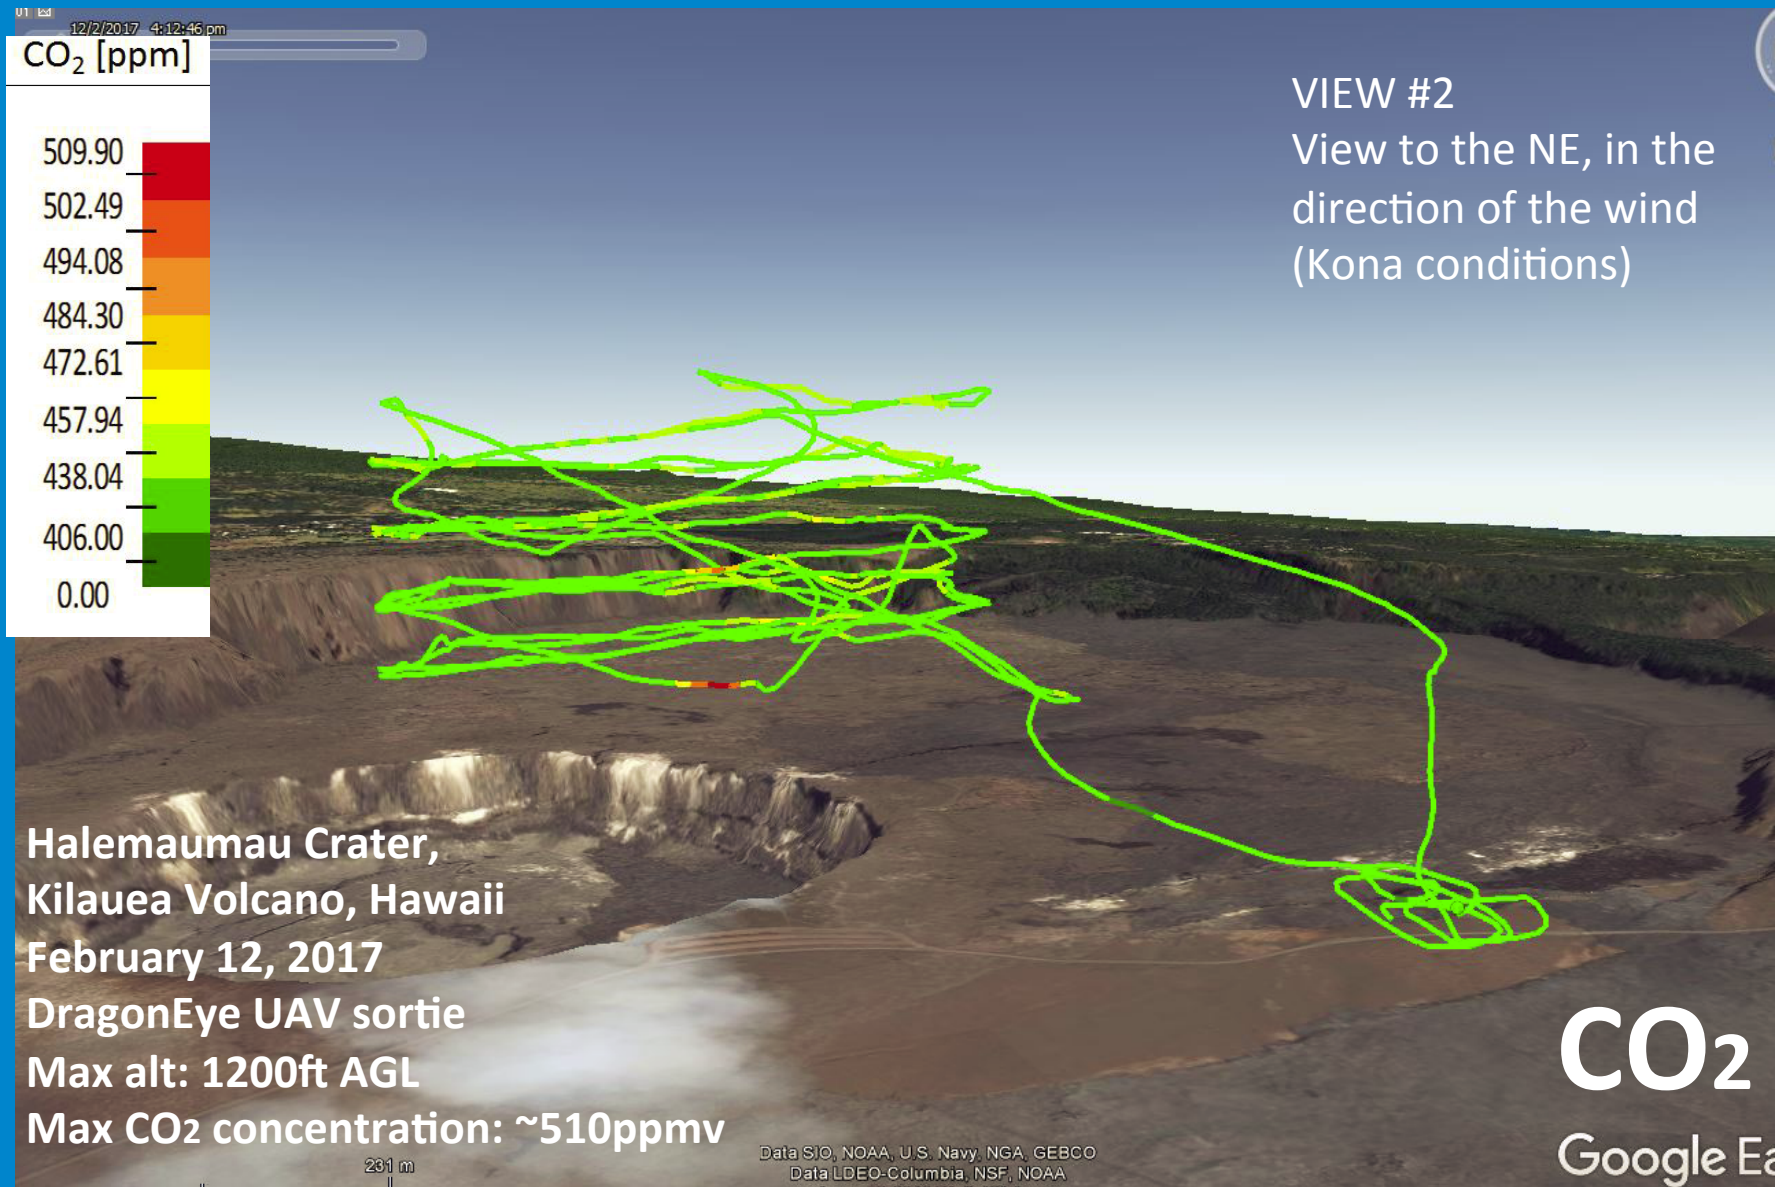 01
12/2/2017 4:12:46 pm
CO₂ [ppm]
509.90
502.49
494.08
484.30
472.61
457.94
438.04
406.00
0.00
VIEW #2
View to the NE, in the
direction of the wind
(Kona conditions)
Halemaumau Crater,
Kilauea Volcano, Hawaii
February 12, 2017
DragonEye UAV sortie
Max alt: 1200ft AGL
Max CO2 concentration: ~510ppmv
231 m
Data SIO, NOAA, U.S. Navy, NGA, GEBCO
Data LDEO-Columbia, NSF, NOAA
CO2
Google Ea